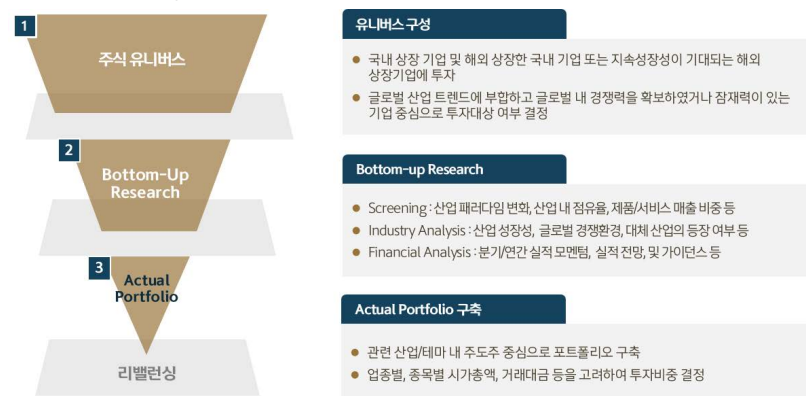 1
주식 유니버스
2
Bottom-Up
Research
3
Actual
Portfolio
리밸런싱
유니버스 구성
● 국내 상장 기업 및 해외 상장한 국내 기업 또는 지속성장성이 기대되는 해외
상장기업에 투자
● 글로벌 산업 트렌드에 부합하고 글로벌 내 경쟁력을 확보하였거나 잠재력이 있는
기업 중심으로 투자대상 여부 결정
Bottom-up Research
● Screening : 산업 패러다임 변화, 산업 내 점유율, 제품/서비스 매출 비중 등
● Industry Analysis : 산업 성장성, 글로벌 경쟁환경, 대체 산업의 등장 여부 등
● Financial Analysis : 분기/연간 실적 모멘텀, 실적 전망, 및 가이던스 등
Actual Portfolio 구축
● 관련 산업/테마 내 주도주 중심으로 포트폴리오 구축
● 업종별, 종목별 시가총액, 거래대금 등을 고려하여 투자비중 결정